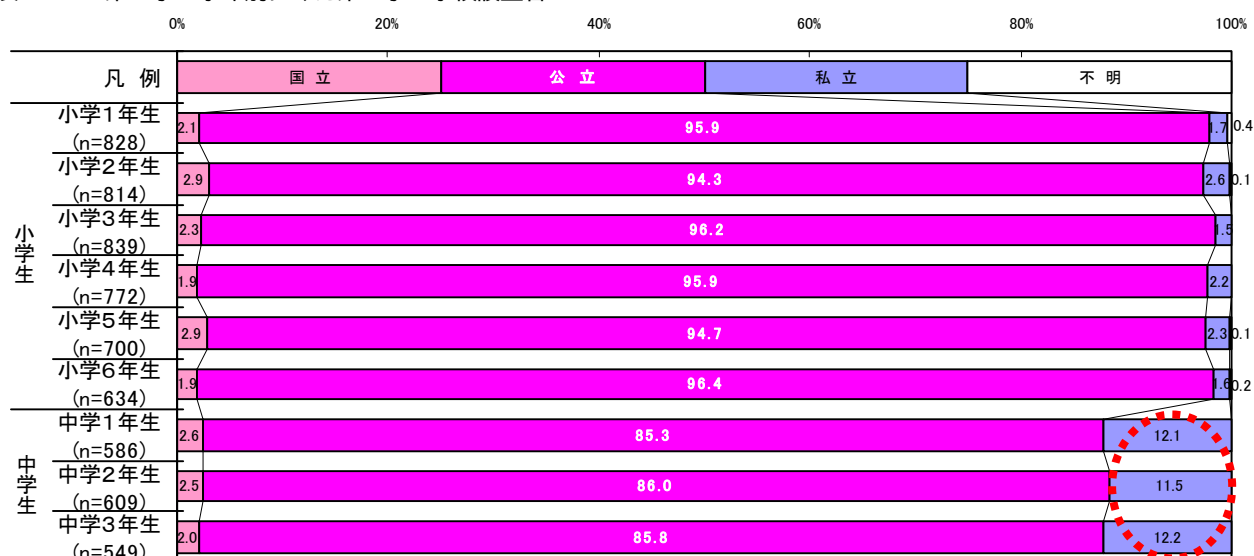 0% 20% 40% 60% 80% 100%
凡 例 国 立 公 立 私 立 不 明
小学生
小学1年生
(n=828)
2.1 95.9 1.7 0.4
小学2年生
(n=814)
2.9 94.3 2.6 0.1
小学3年生
(n=839)
2.3 96.2 1.5
小学4年生
(n=772)
1.9 95.9 2.2
小学5年生
(n=700)
2.9 94.7 2.3 0.1
小学6年生
(n=634)
1.9 96.4 1.6 0.2
中学生
中学1年生
(n=586)
2.6 85.3 12.1
中学2年生
(n=609)
2.5 86.0 11.5
中学3年生
(n=549)
2.0 85.8 12.2